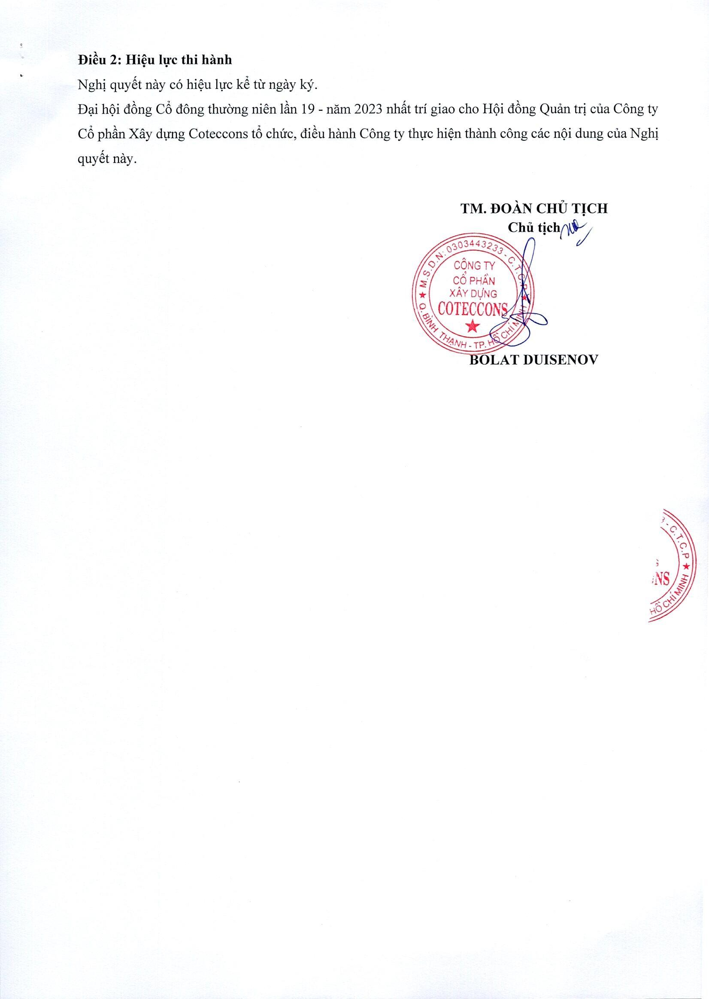 Điều 2: Hiệu lực thi hành
Nghị quyết này có hiệu lực kể từ ngày ký.
Đại hội đồng Cổ đông thường niên lần 19 - năm 2023 nhất trí giao cho Hội đồng Quản trị của Công ty
Cổ phần Xây dựng Coteccons tổ chức, điều hành Công ty thực hiện thành công các nội dung của Nghị
quyết này.
TM. ĐOÀN CHỦ TỊCH
Chủ tịch
M.S.D.N: 0303443233 - C.T.C.P
CÔNG TY
CỔ PHẦN
XÂY DỰNG
COTECCONS
Q. BÌNH THẠNH - TP. HỒ CHÍ MINH
BOLAT DUISENOV
3 - C.T.C.P
NS
HỒ CHÍ MINH